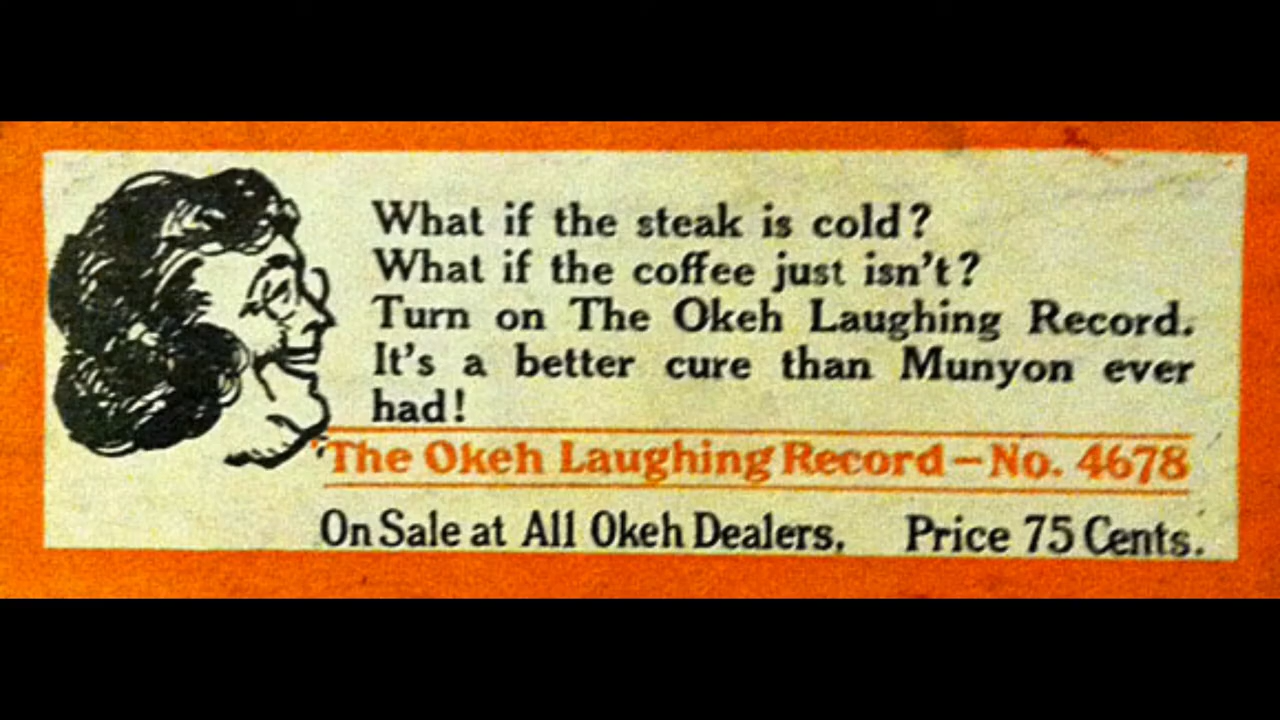 What if the steak is cold?
What if the coffee just isn't?
Turn on The Okeh Laughing Record.
It's a better cure than Munyon ever
had!
The Okeh Laughing Record – No. 4678
On Sale at All Okeh Dealers. Price 75 Cents.